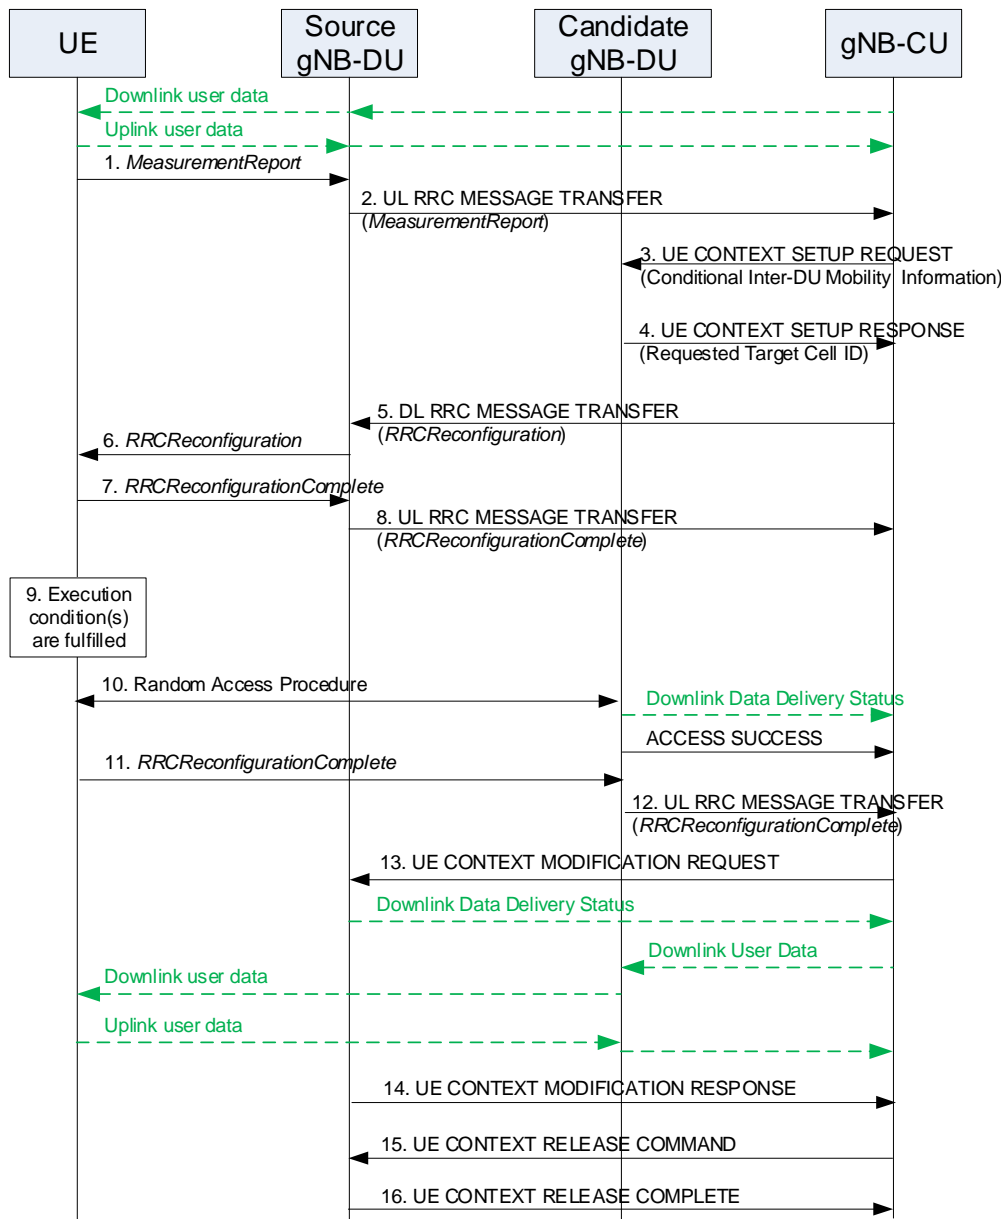 UE
Source
gNB-DU
Candidate
gNB-DU
gNB-CU
Downlink user data
Uplink user data
1. MeasurementReport
2. UL RRC MESSAGE TRANSFER
(MeasurementReport)
3. UE CONTEXT SETUP REQUEST
(Conditional Inter-DU Mobility Information)
4. UE CONTEXT SETUP RESPONSE
(Requested Target Cell ID)
5. DL RRC MESSAGE TRANSFER
(RRCReconfiguration)
6. RRCReconfiguration
7. RRCReconfigurationComplete
8. UL RRC MESSAGE TRANSFER
(RRCReconfigurationComplete)
9. Execution
condition(s)
are fulfilled
10. Random Access Procedure
Downlink Data Delivery Status
ACCESS SUCCESS
11. RRCReconfigurationComplete
12. UL RRC MESSAGE TRANSFER
(RRCReconfigurationComplete)
13. UE CONTEXT MODIFICATION REQUEST
Downlink Data Delivery Status
Downlink User Data
Downlink user data
Uplink user data
14. UE CONTEXT MODIFICATION RESPONSE
15. UE CONTEXT RELEASE COMMAND
16. UE CONTEXT RELEASE COMPLETE